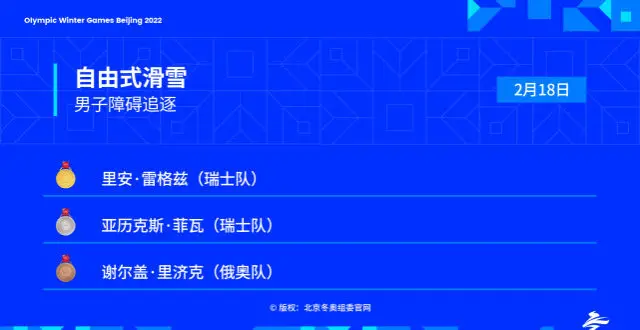 Olympic Winter Games Beijing 2022
自由式滑雪
男子障碍追逐
2月18日
里安·雷格兹（瑞士队）
亚历克斯·菲瓦（瑞士队）
谢尔盖·里济克（俄奥队）
© 版权：北京冬奥组委官网